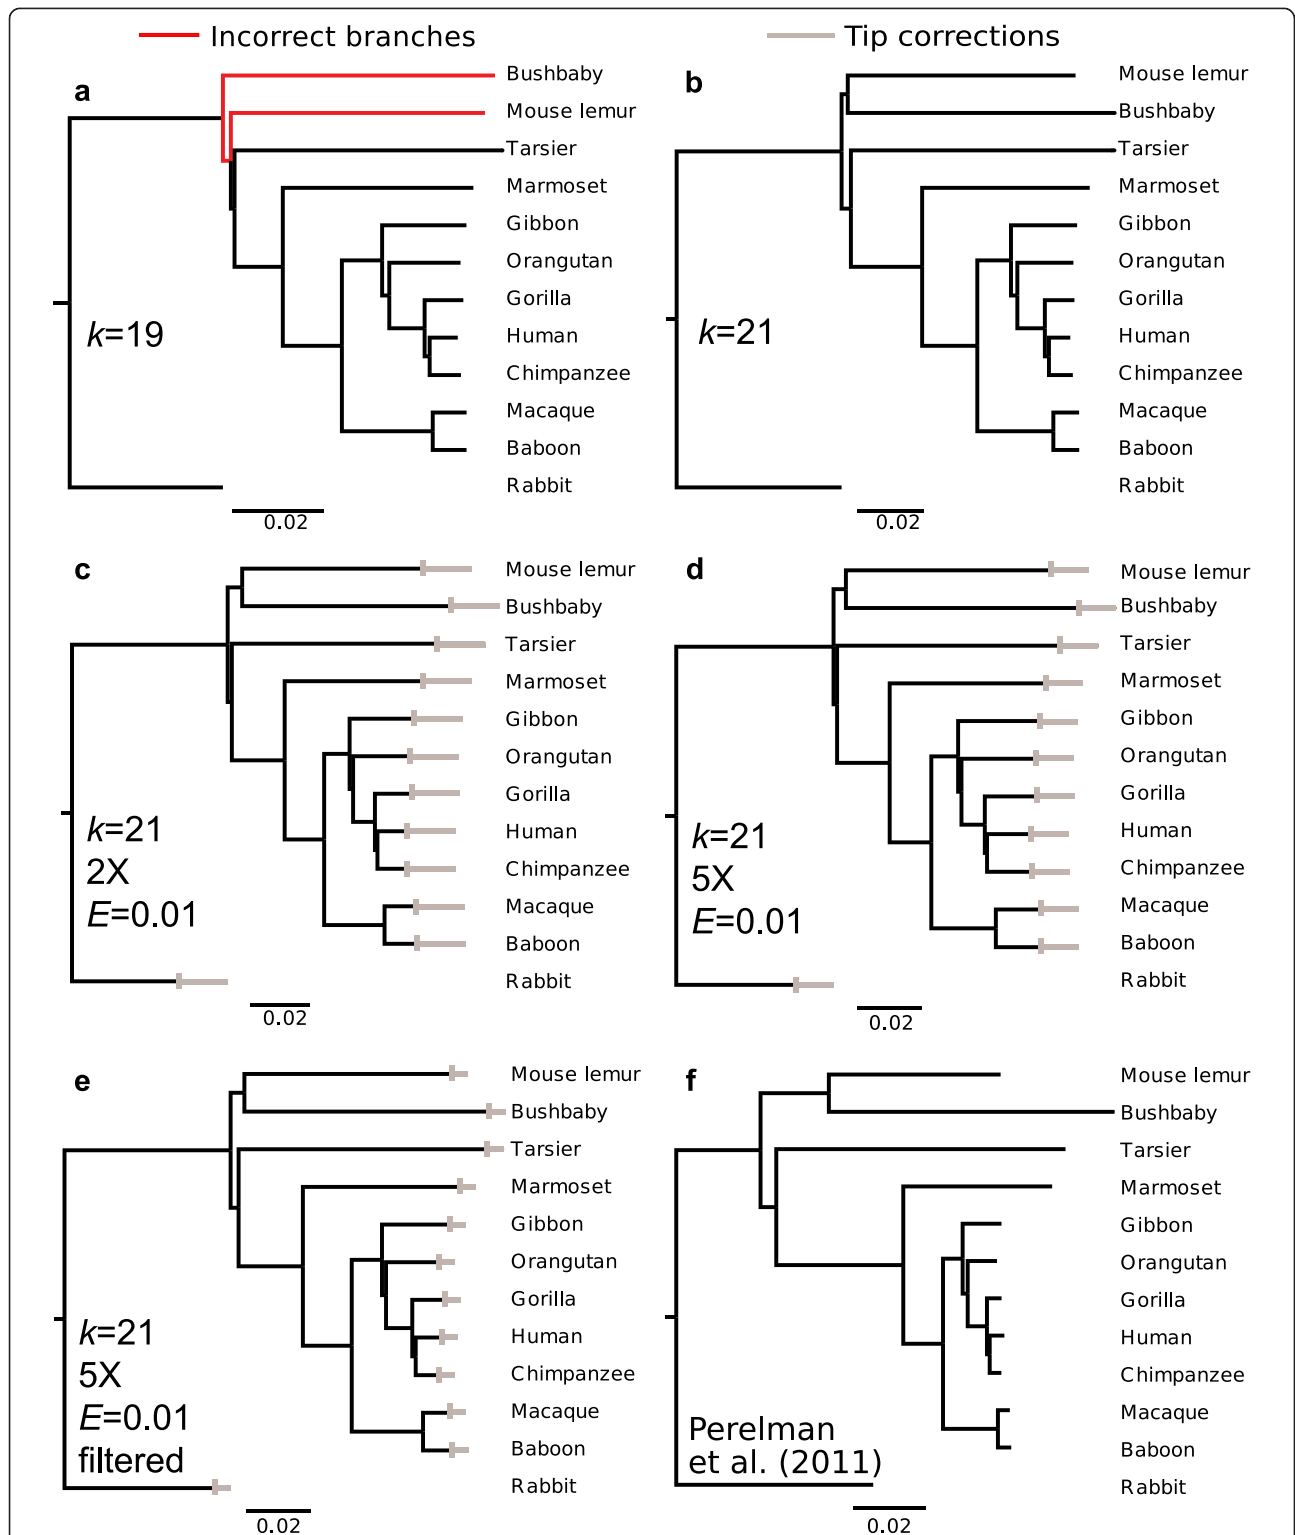 Incorrect branches
Tip corrections
a
Bushbaby
Mouse lemur
Tarsier
Marmoset
Gibbon
Orangutan
Gorilla
Human
Chimpanzee
Macaque
Baboon
Rabbit
k=19
0.02
b
Mouse lemur
Bushbaby
Tarsier
Marmoset
Gibbon
Orangutan
Gorilla
Human
Chimpanzee
Macaque
Baboon
Rabbit
k=21
0.02
c
Mouse lemur
Bushbaby
Tarsier
Marmoset
Gibbon
Orangutan
Gorilla
Human
Chimpanzee
Macaque
Baboon
Rabbit
k=21
2X
E=0.01
0.02
d
Mouse lemur
Bushbaby
Tarsier
Marmoset
Gibbon
Orangutan
Gorilla
Human
Chimpanzee
Macaque
Baboon
Rabbit
k=21
5X
E=0.01
0.02
e
Mouse lemur
Bushbaby
Tarsier
Marmoset
Gibbon
Orangutan
Gorilla
Human
Chimpanzee
Macaque
Baboon
Rabbit
k=21
5X
E=0.01
filtered
0.02
f
Mouse lemur
Bushbaby
Tarsier
Marmoset
Gibbon
Orangutan
Gorilla
Human
Chimpanzee
Macaque
Baboon
Rabbit
Perelman
et al. (2011)
0.02